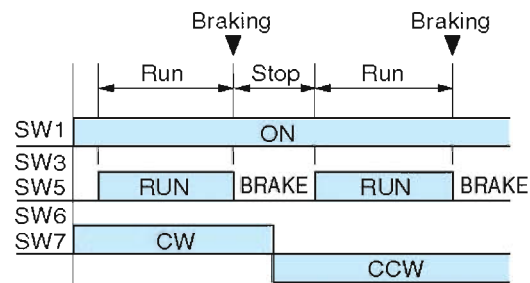 Braking Braking
Run Stop Run
SW1 ON
SW3
SW5 RUN BRAKE RUN BRAKE
SW6
SW7 CW
CCW